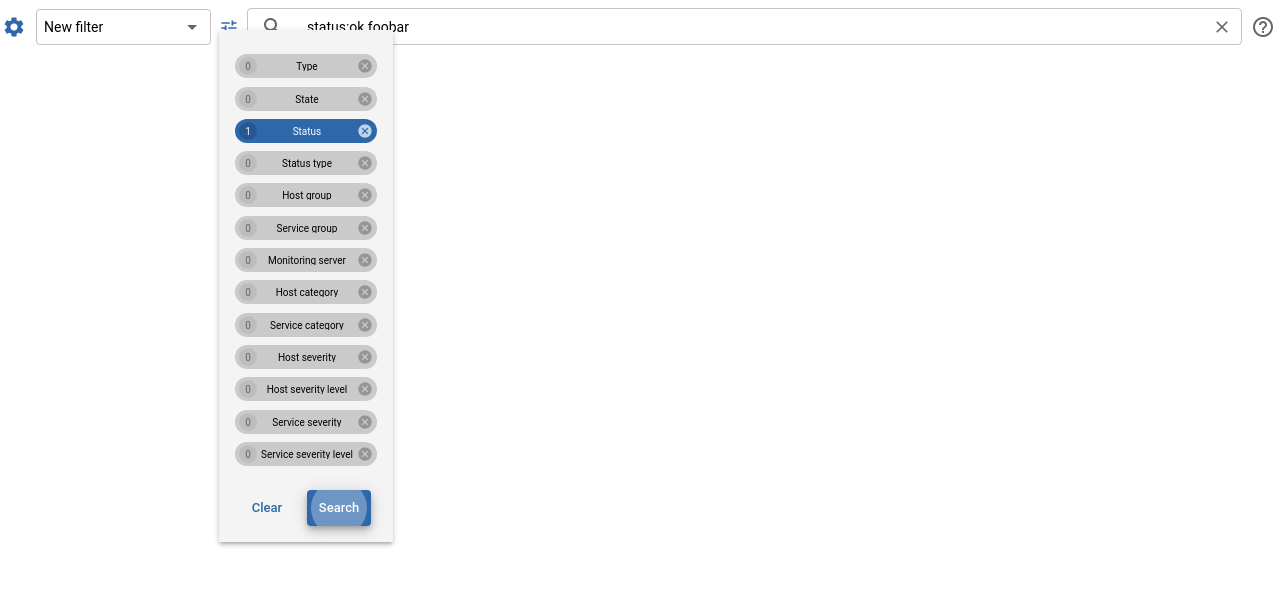 New filter
status:ok foobar
0 Type
0 State
1 Status
0 Status type
0 Host group
0 Service group
0 Monitoring server
0 Host category
0 Service category
0 Host severity
0 Host severity level
0 Service severity
0 Service severity level
Clear Search